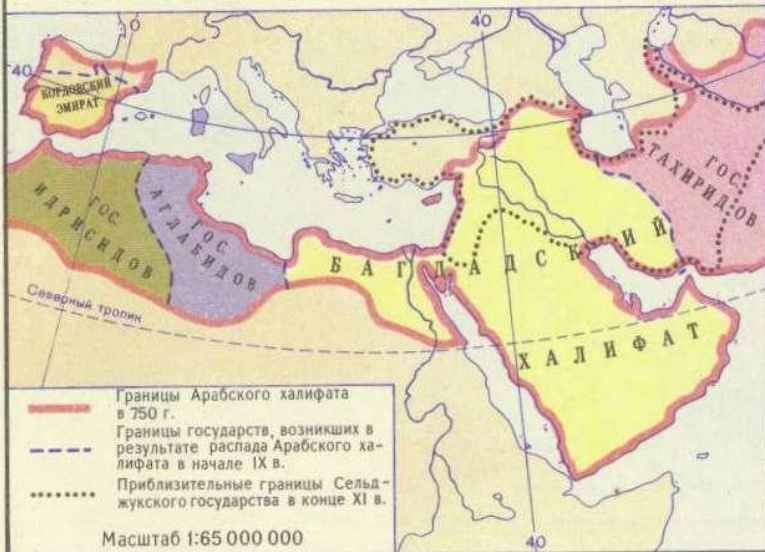 0
40
40
КОРДОВСКИЙ
ЭМИРАТ
ГОС.
ТАХИРИДОВ
ГОС.
ИДРИСИДОВ
ГОС.
АГЛАБИДОВ
БАГДАДСКИЙ
ХАЛИФАТ
Северный тропик
Границы Арабского халифата
в 750 г.
Границы государств, возникших в
результате распада Арабского ха-
лифата в начале IX в.
Приблизительные границы Сельд-
жукского государства в конце XI в.
Масштаб 1:65 000 000
40